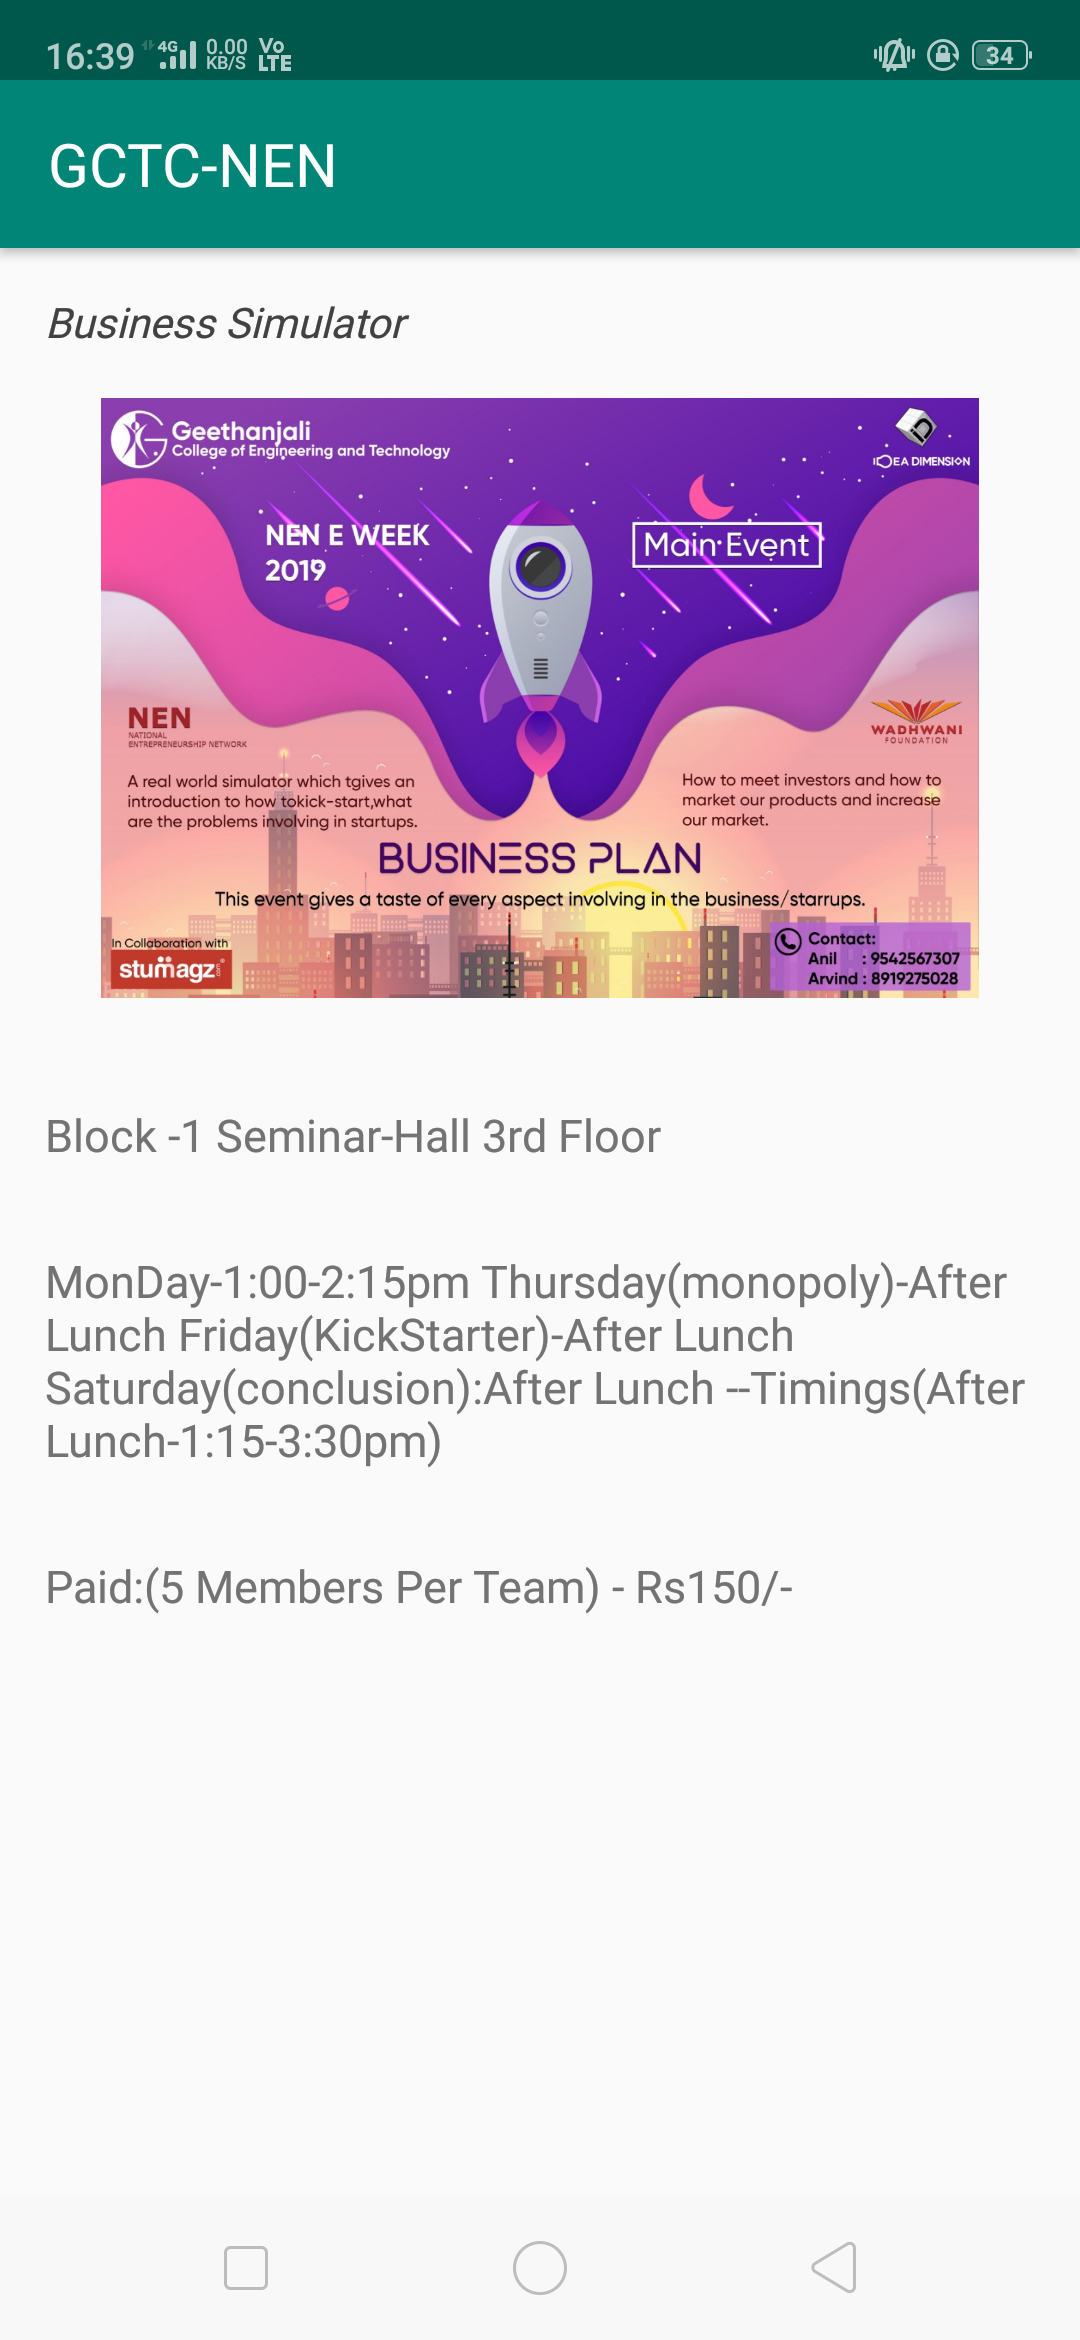 16:39 4G 0.00 KB/S Vo LTE 34
GCTC-NEN
Business Simulator
Geethanjali
College of Engineering and Technology
IDEA DIMENSION
NEN E WEEK
2019
Main Event
NEN
NATIONAL
ENTREPRENEURSHIP NETWORK
WADHWANI
FOUNDATION
A real world simulator which tgives an
introduction to how tokick-start,what
are the problems involving in startups.
How to meet investors and how to
market our products and increase
our market.
BUSINESS PLAN
This event gives a taste of every aspect involving in the business/starrups.
In Collaboration with
stumagz.com
Contact:
Anil : 9542567307
Arvind : 8919275028
Block -1 Seminar-Hall 3rd Floor
MonDay-1:00-2:15pm Thursday(monopoly)-After
Lunch Friday(KickStarter)-After Lunch
Saturday(conclusion):After Lunch --Timings(After
Lunch-1:15-3:30pm)
Paid:(5 Members Per Team) - Rs150/-